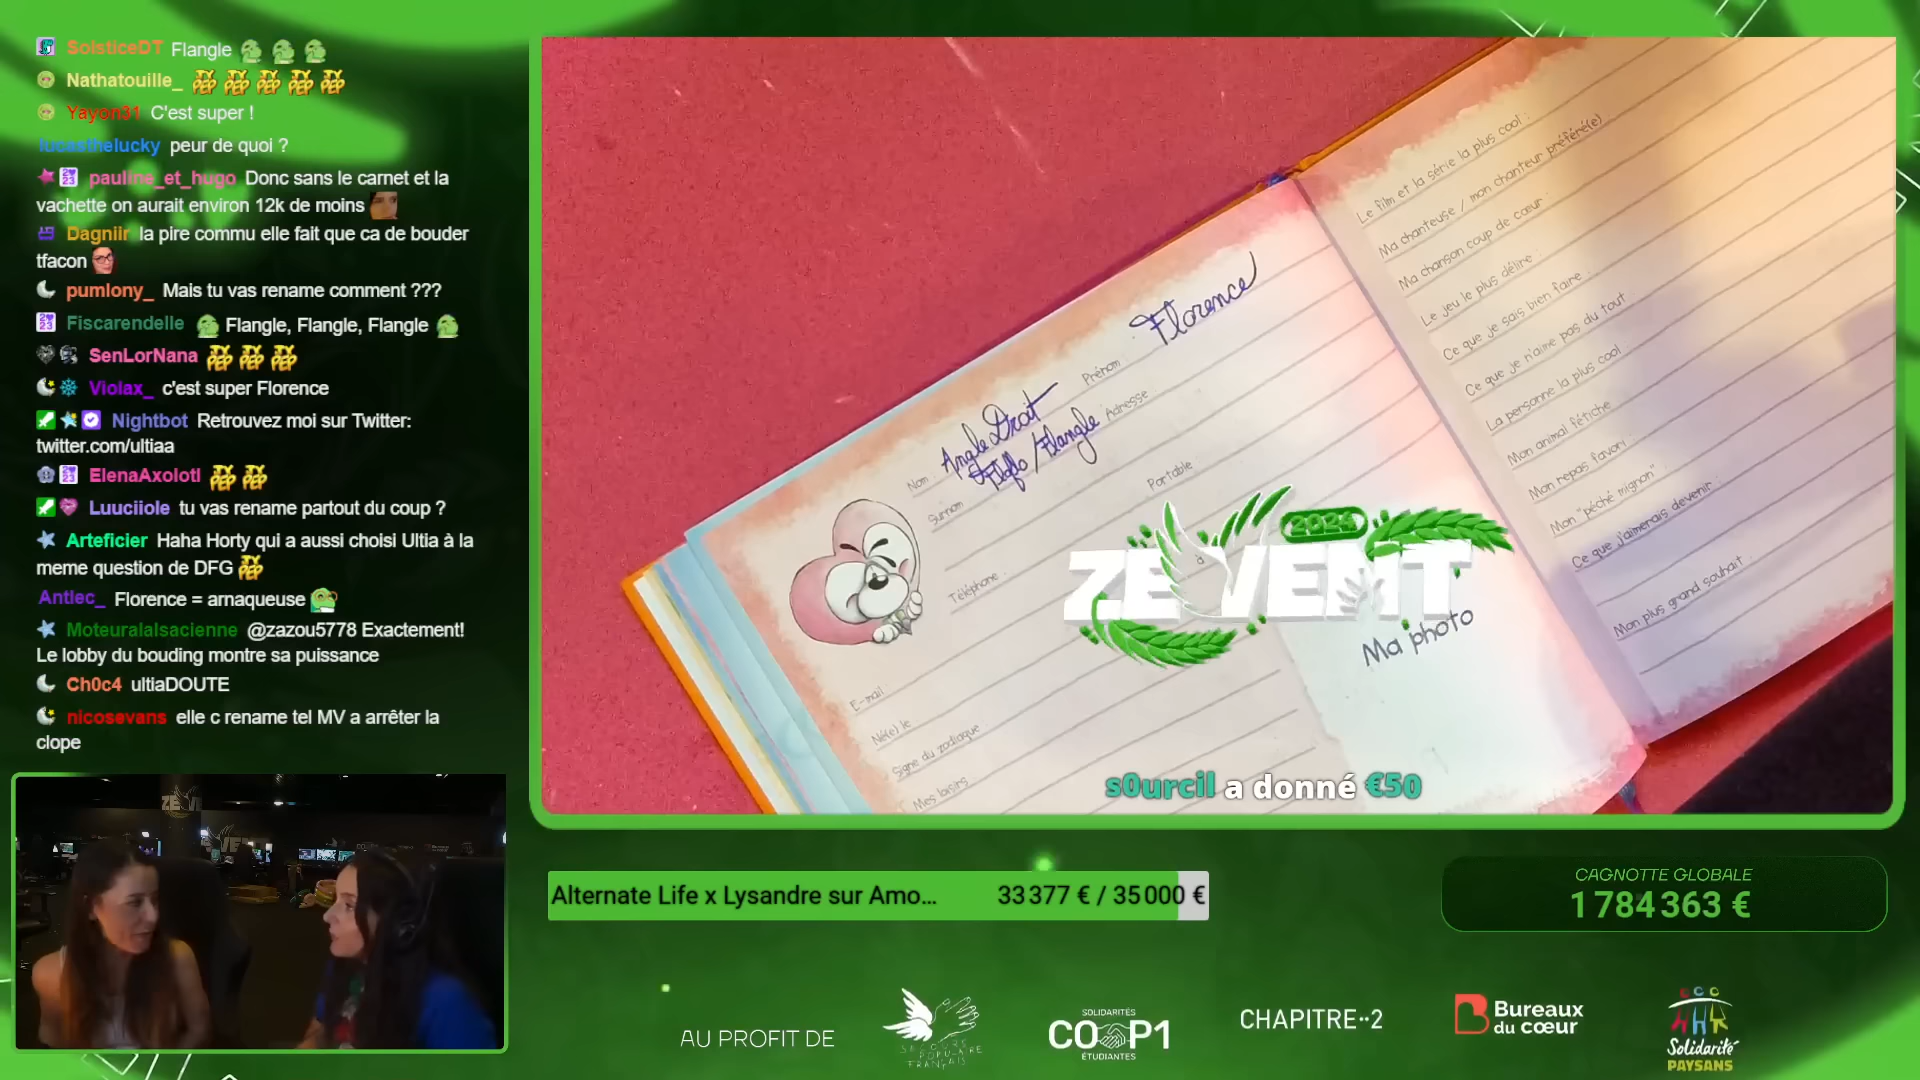 SolsticeDT Flangle
Nathatouille_
Yayon31 C'est super !
lucasthelucky peur de quoi ?
pauline_et_hugo Donc sans le carnet et la
vachette on aurait environ 12k de moins
Dagniir la pire commu elle fait que ca de bouder
tfacon
pumlony_ Mais tu vas rename comment ???
Fiscarendelle Flangle, Flangle, Flangle
SenLorNana
Violax_ c'est super Florence
Nightbot Retrouvez moi sur Twitter:
twitter.com/ultiaa
ElenaAxolotl
Luuciiole tu vas rename partout du coup ?
Arteficier Haha Horty qui a aussi choisi Ultia à la
meme question de DFG
Antlec_ Florence = arnaqueuse
Moteuralalsacienne @zazou5778 Exactement!
Le lobby du bouding montre sa puissance
Ch0c4 ultiaDOUTE
nicosevans elle c rename tel MV a arrêter la
clope
Nom : Angle Droit
Prénom : Florence
Surnom : Floflo / Flangle
Adresse
Téléphone :
Portable :
E-mail :
Né(e) le
à
Signe du zodiaque :
Mes loisirs
Ma photo
Le film et la série la plus cool :
Ma chanteuse / mon chanteur préféré(e)
Ma chanson coup de cœur :
Le jeu le plus délire :
Ce que je sais bien faire :
Ce que je n'aime pas du tout :
La personne la plus cool :
Mon animal fétiche
Mon repas favori
Mon "péché mignon"
Ce que j'aimerais devenir :
Mon plus grand souhait :
ZEVENT
s0urcil a donné €50
Alternate Life x Lysandre sur Amo... 33 377 € / 35 000 €
CAGNOTTE GLOBALE
1 784 363 €
AU PROFIT DE
SECOURS
POPULAIRE
FRANÇAIS
SOLIDARITÉS
CO P1
ÉTUDIANTES
CHAPITRE··2
Bureaux
du cœur
Solidarité
PAYSANS